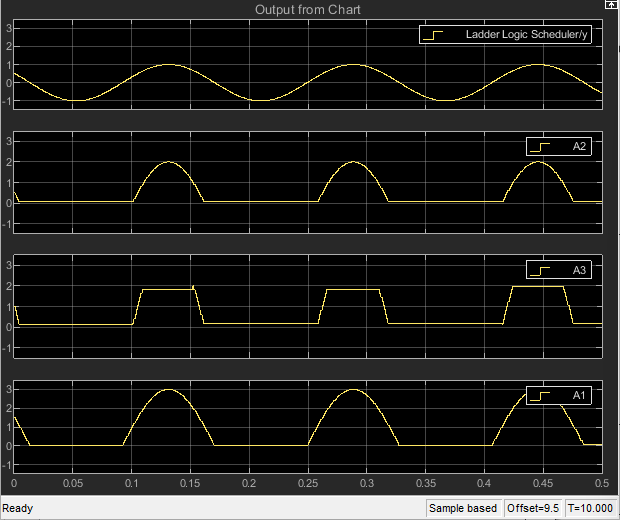 Output from Chart
3
2
1
0
-1
Ladder Logic Scheduler/y
3
2
1
0
-1
A2
3
2
1
0
-1
A3
3
2
1
0
-1
A1
0 0.05 0.1 0.15 0.2 0.25 0.3 0.35 0.4 0.45 0.5
Ready Sample based Offset=9.5 T=10.000